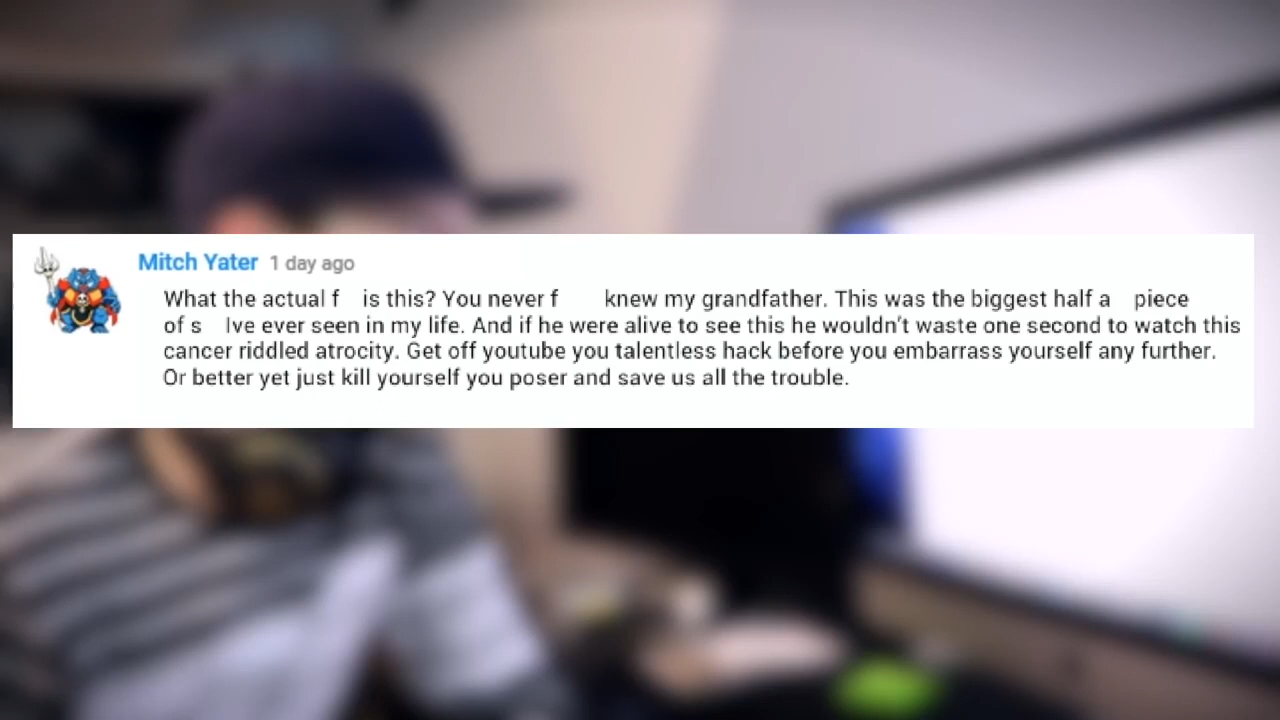 Mitch Yater 1 day ago
What the actual f is this? You never f knew my grandfather. This was the biggest half a piece
of s Ive ever seen in my life. And if he were alive to see this he wouldn't waste one second to watch this
cancer riddled atrocity. Get off youtube you talentless hack before you embarrass yourself any further.
Or better yet just kill yourself you poser and save us all the trouble.